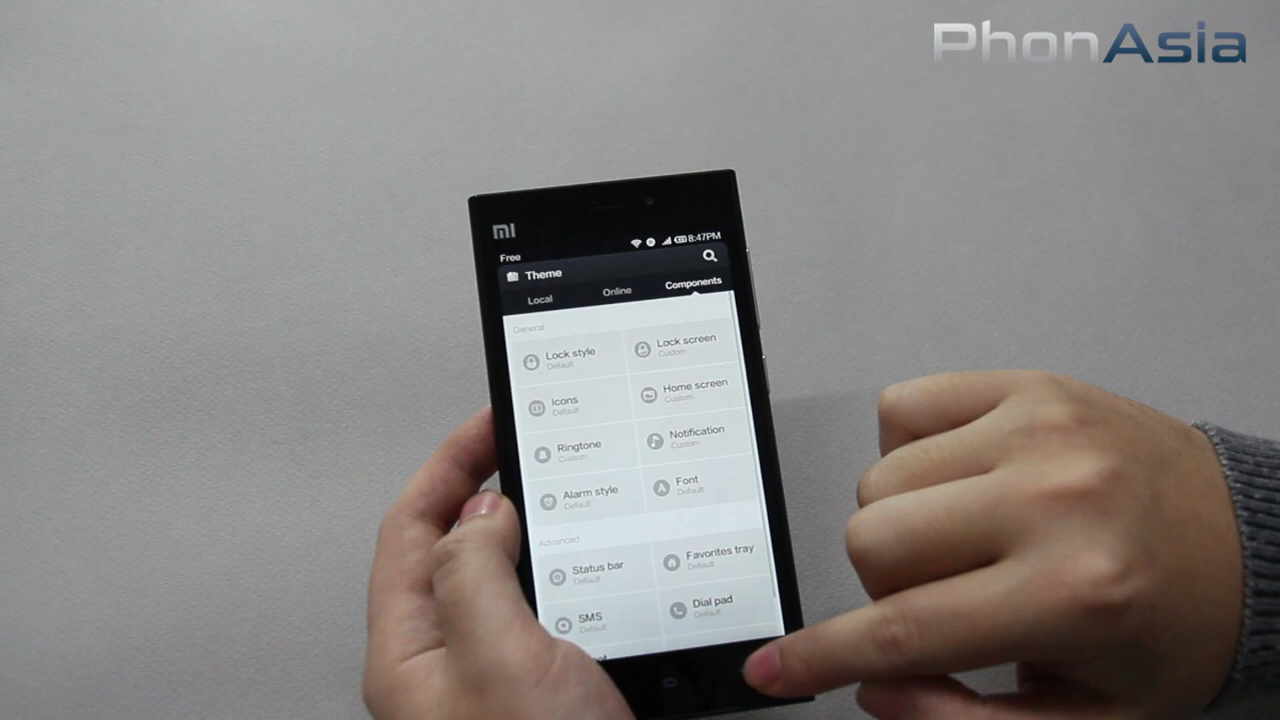 PhonAsia
mi
Free
8:47PM
Theme
Local Online Components
General
Lock style Lock screen
Default Custom
Icons Home screen
Default Custom
Ringtone Notification
Custom Custom
Alarm style Font
Default Default
Advanced
Status bar Favorites tray
Default Default
SMS Dial pad
Default Default